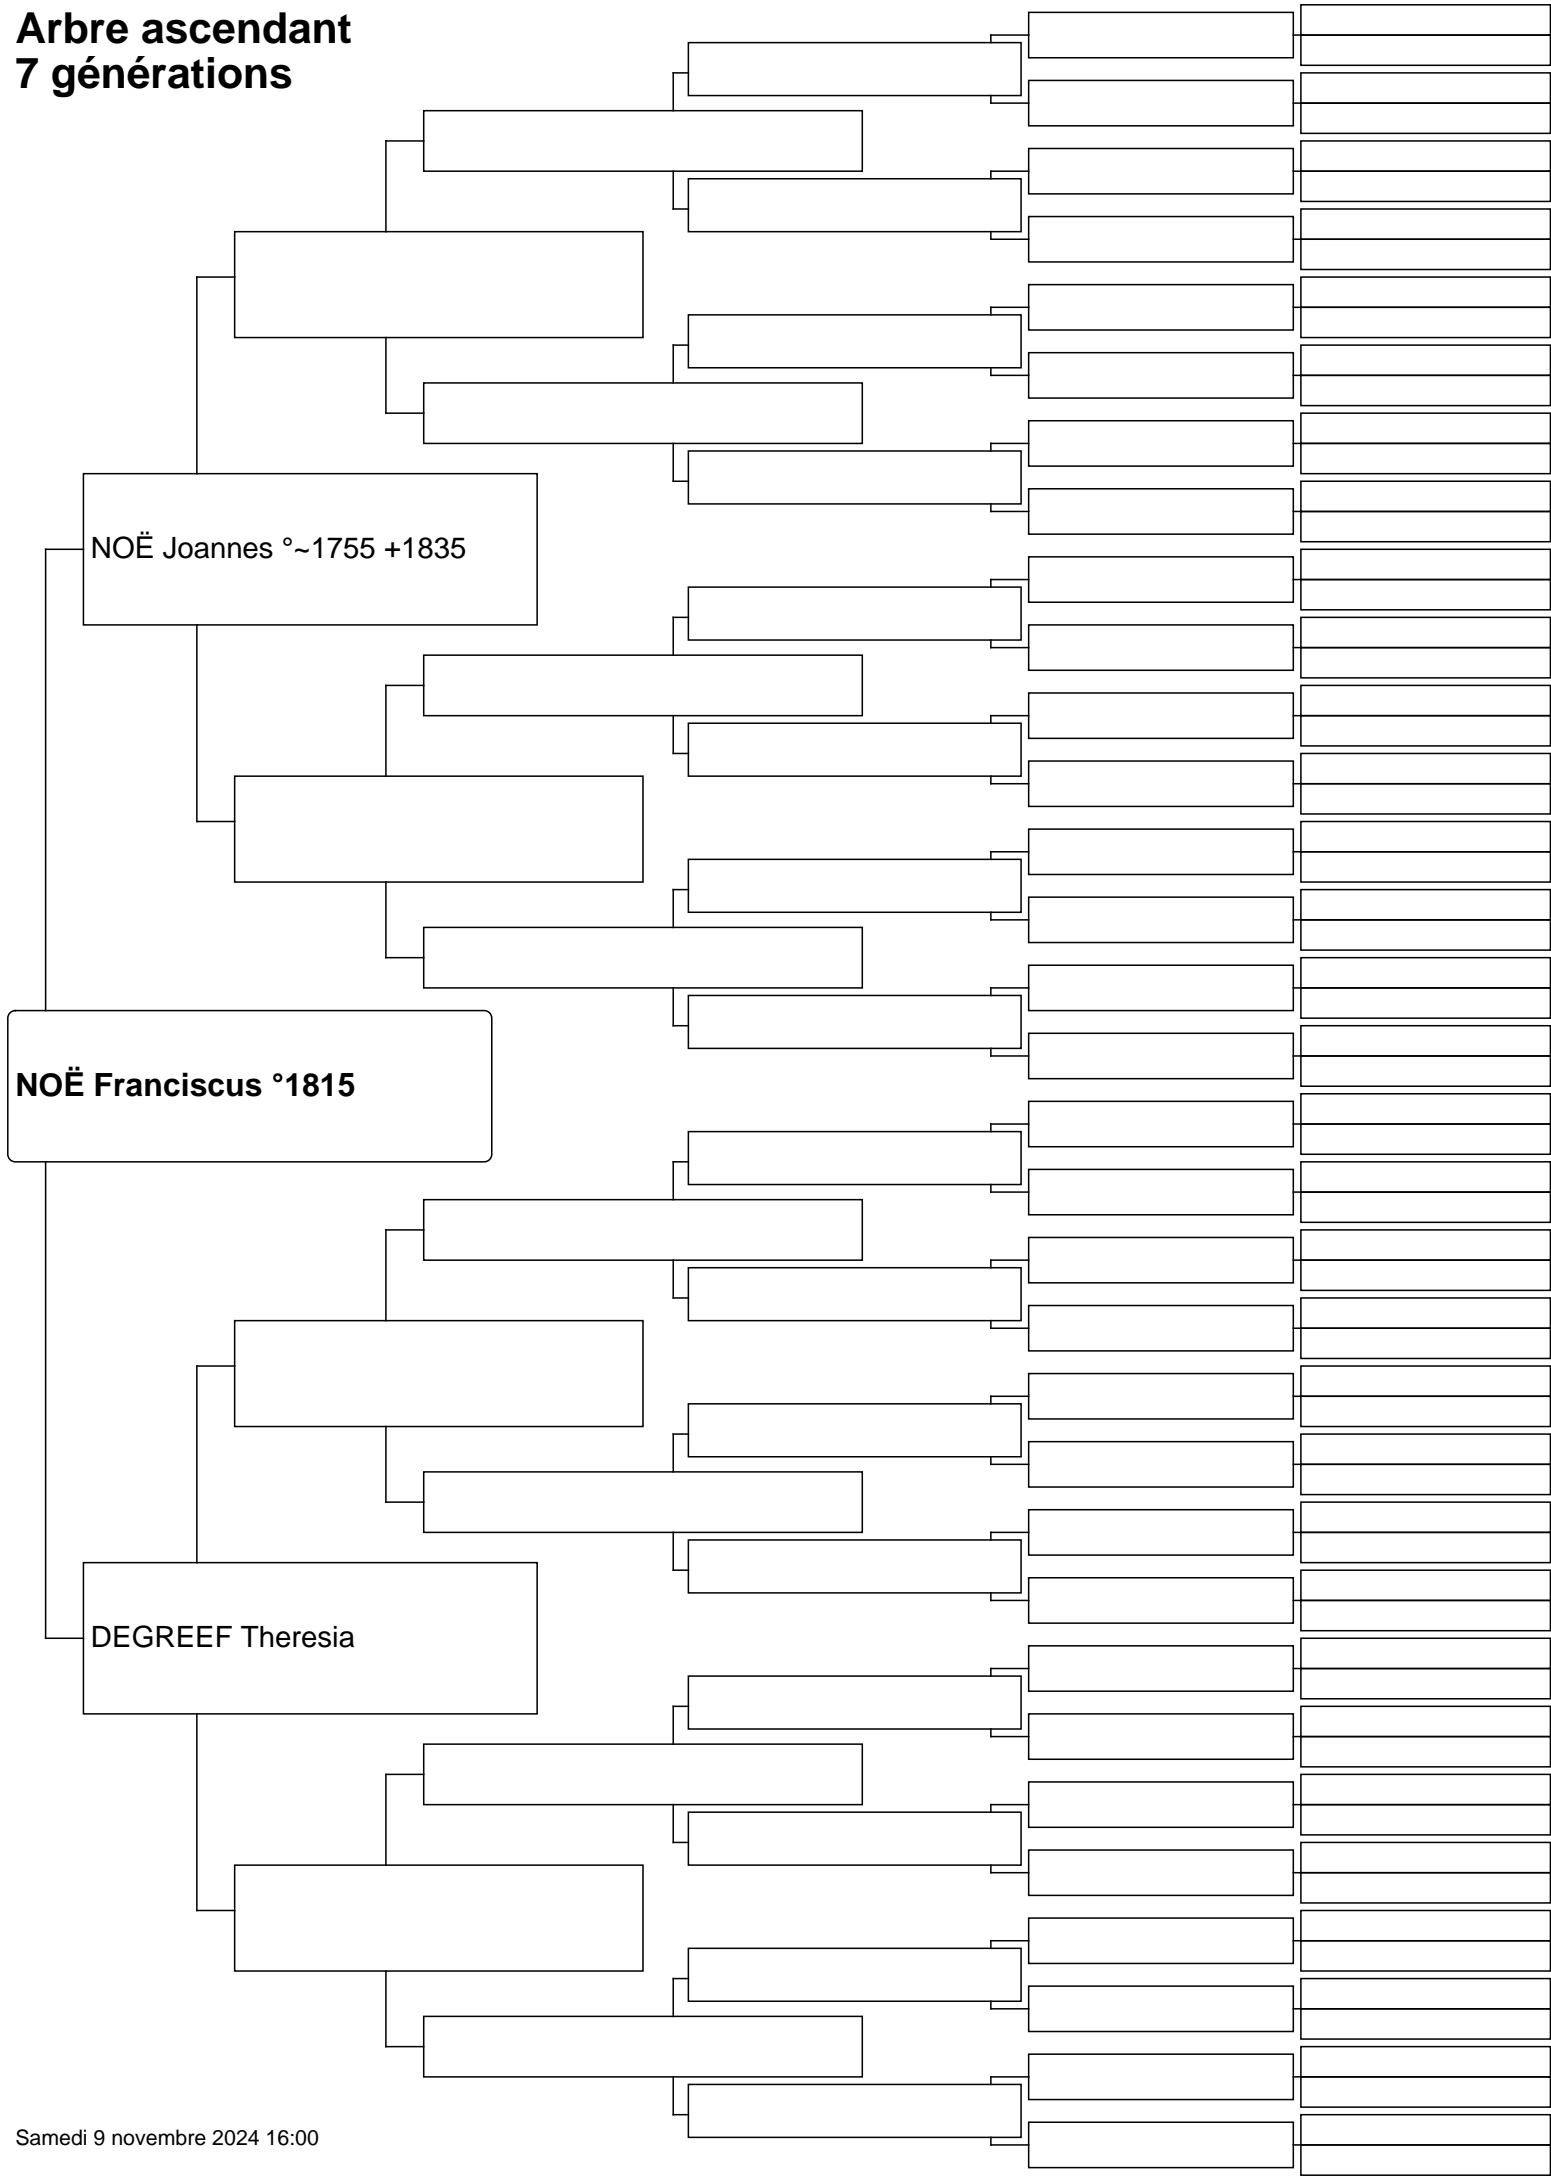 Arbre ascendant
7 générations
NOË Joannes °~1755 +1835
NOË Franciscus °1815
DEGREEF Theresia
Samedi 9 novembre 2024 16:00